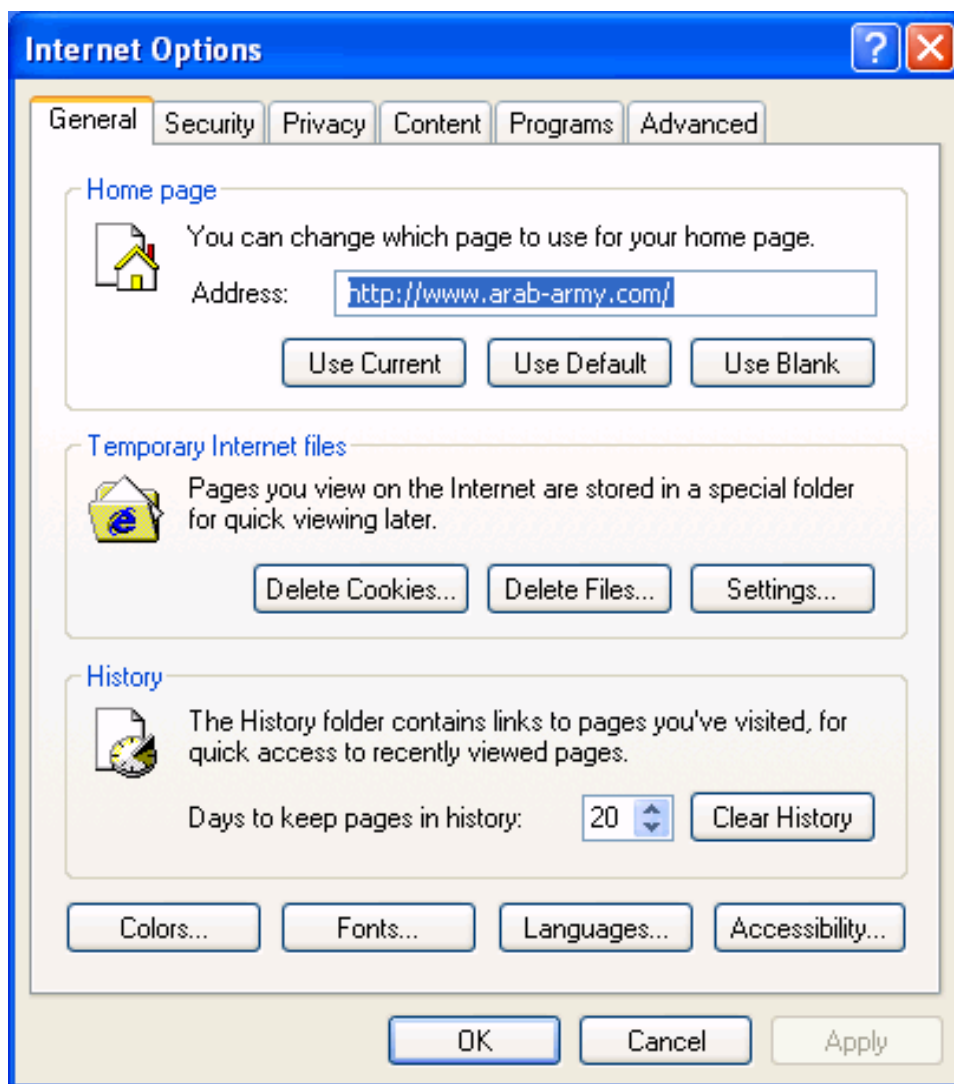 Internet Options
General Security Privacy Content Programs Advanced
Home page
You can change which page to use for your home page.
Address: http://www.arab-army.com/
Use Current Use Default Use Blank
Temporary Internet files
Pages you view on the Internet are stored in a special folder
for quick viewing later.
Delete Cookies... Delete Files... Settings...
History
The History folder contains links to pages you've visited, for
quick access to recently viewed pages.
Days to keep pages in history: 20 Clear History
Colors... Fonts... Languages... Accessibility...
OK Cancel Apply